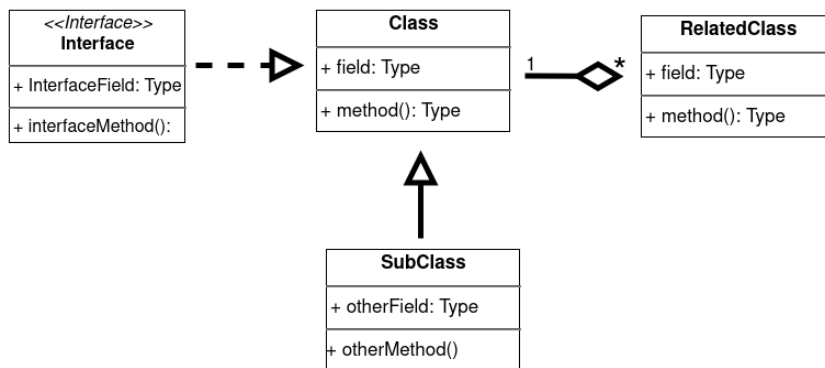 <<Interface>>
Interface
+ InterfaceField: Type
+ interfaceMethod():
Class
+ field: Type
+ method(): Type
1
*
RelatedClass
+ field: Type
+ method(): Type
SubClass
+ otherField: Type
+ otherMethod()